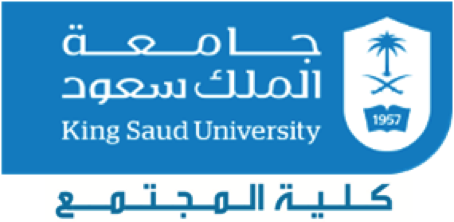 جامعة
الملك سعود
King Saud University
1957
كلية المجتمع